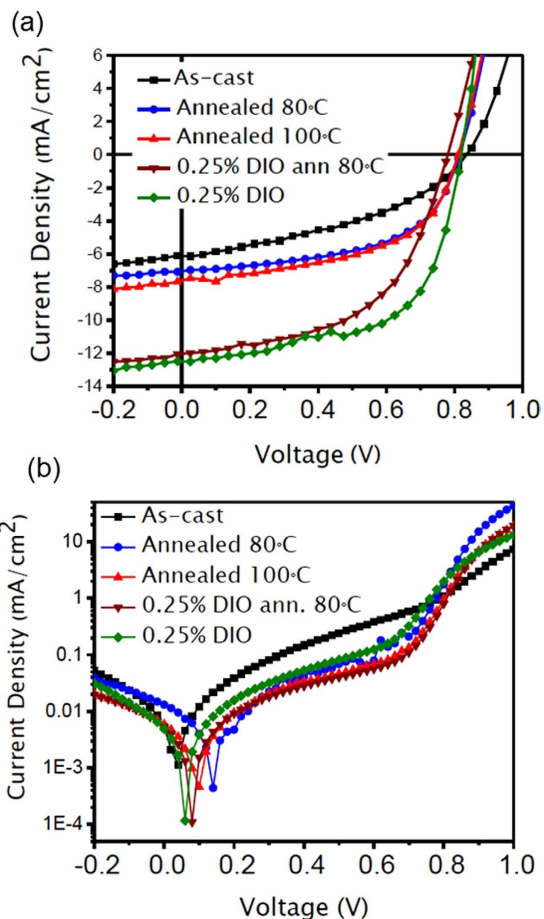 (a)
6
4
2
0
-2
-4
-6
-8
-10
-12
-14
Current Density (mA/cm²)
As-cast
Annealed 80◦C
Annealed 100◦C
0.25% DIO ann 80◦C
0.25% DIO
-0.2 0.0 0.2 0.4 0.6 0.8 1.0
Voltage (V)
(b)
10
1
0.1
0.01
1E-3
1E-4
Current Density (mA/cm²)
As-cast
Annealed 80◦C
Annealed 100◦C
0.25% DIO ann. 80◦C
0.25% DIO
-0.2 0.0 0.2 0.4 0.6 0.8 1.0
Voltage (V)